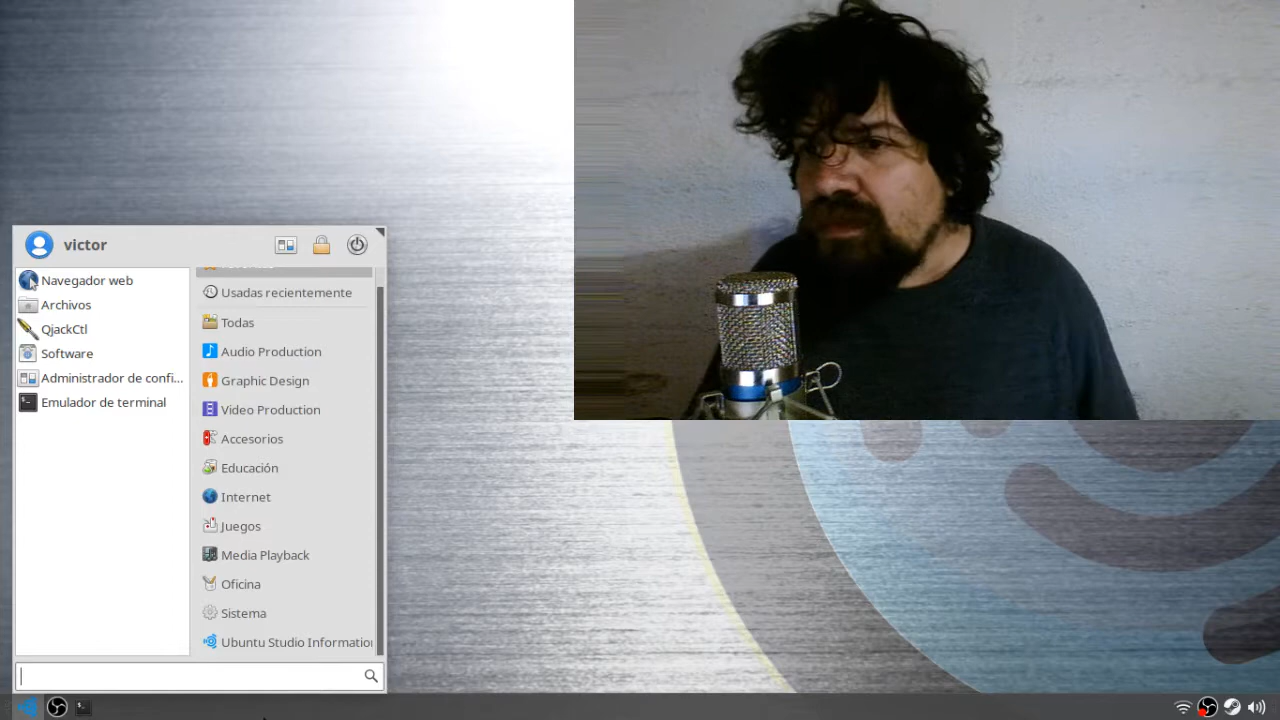 victor
Navegador web
Archivos
QjackCtl
Software
Administrador de confi...
Emulador de terminal
Usadas recientemente
Todas
Audio Production
Graphic Design
Video Production
Accesorios
Educación
Internet
Juegos
Media Playback
Oficina
Sistema
Ubuntu Studio Informatio